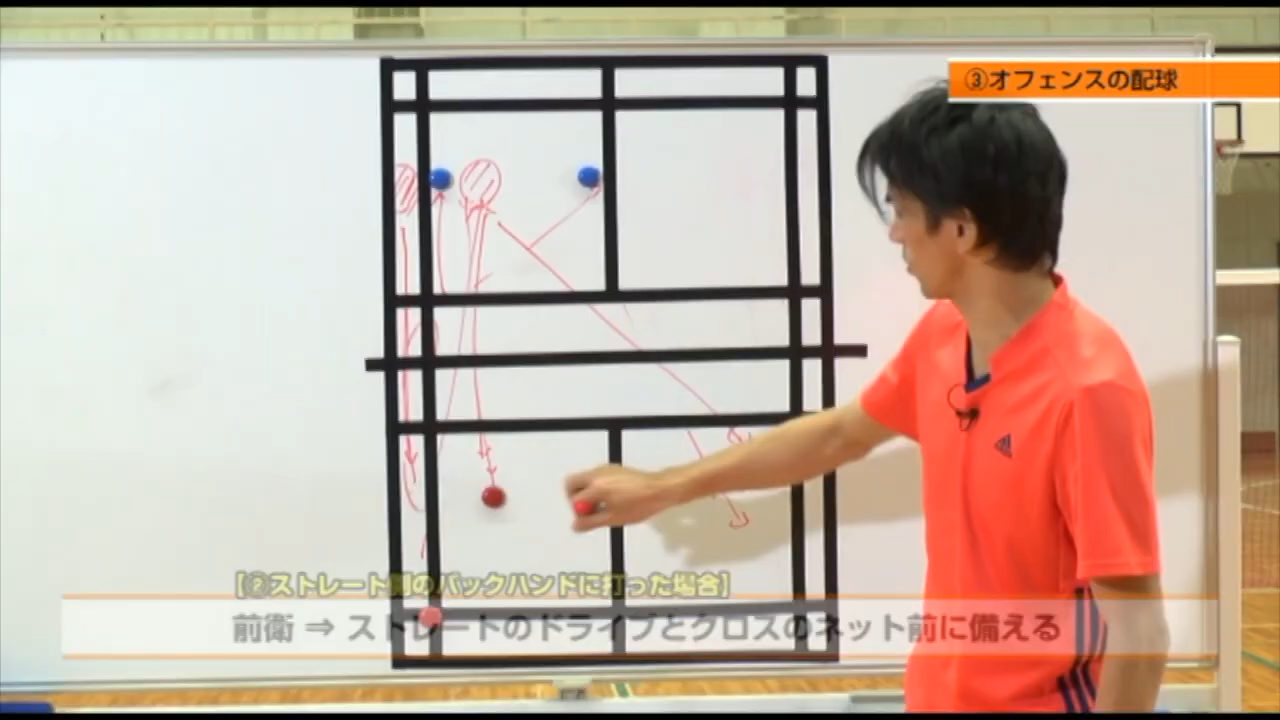 ③オフェンスの配球
【②ストレート側のバックハンドに打った場合】
前衛 ⇒ ストレートのドライブとクロスのネット前に備える